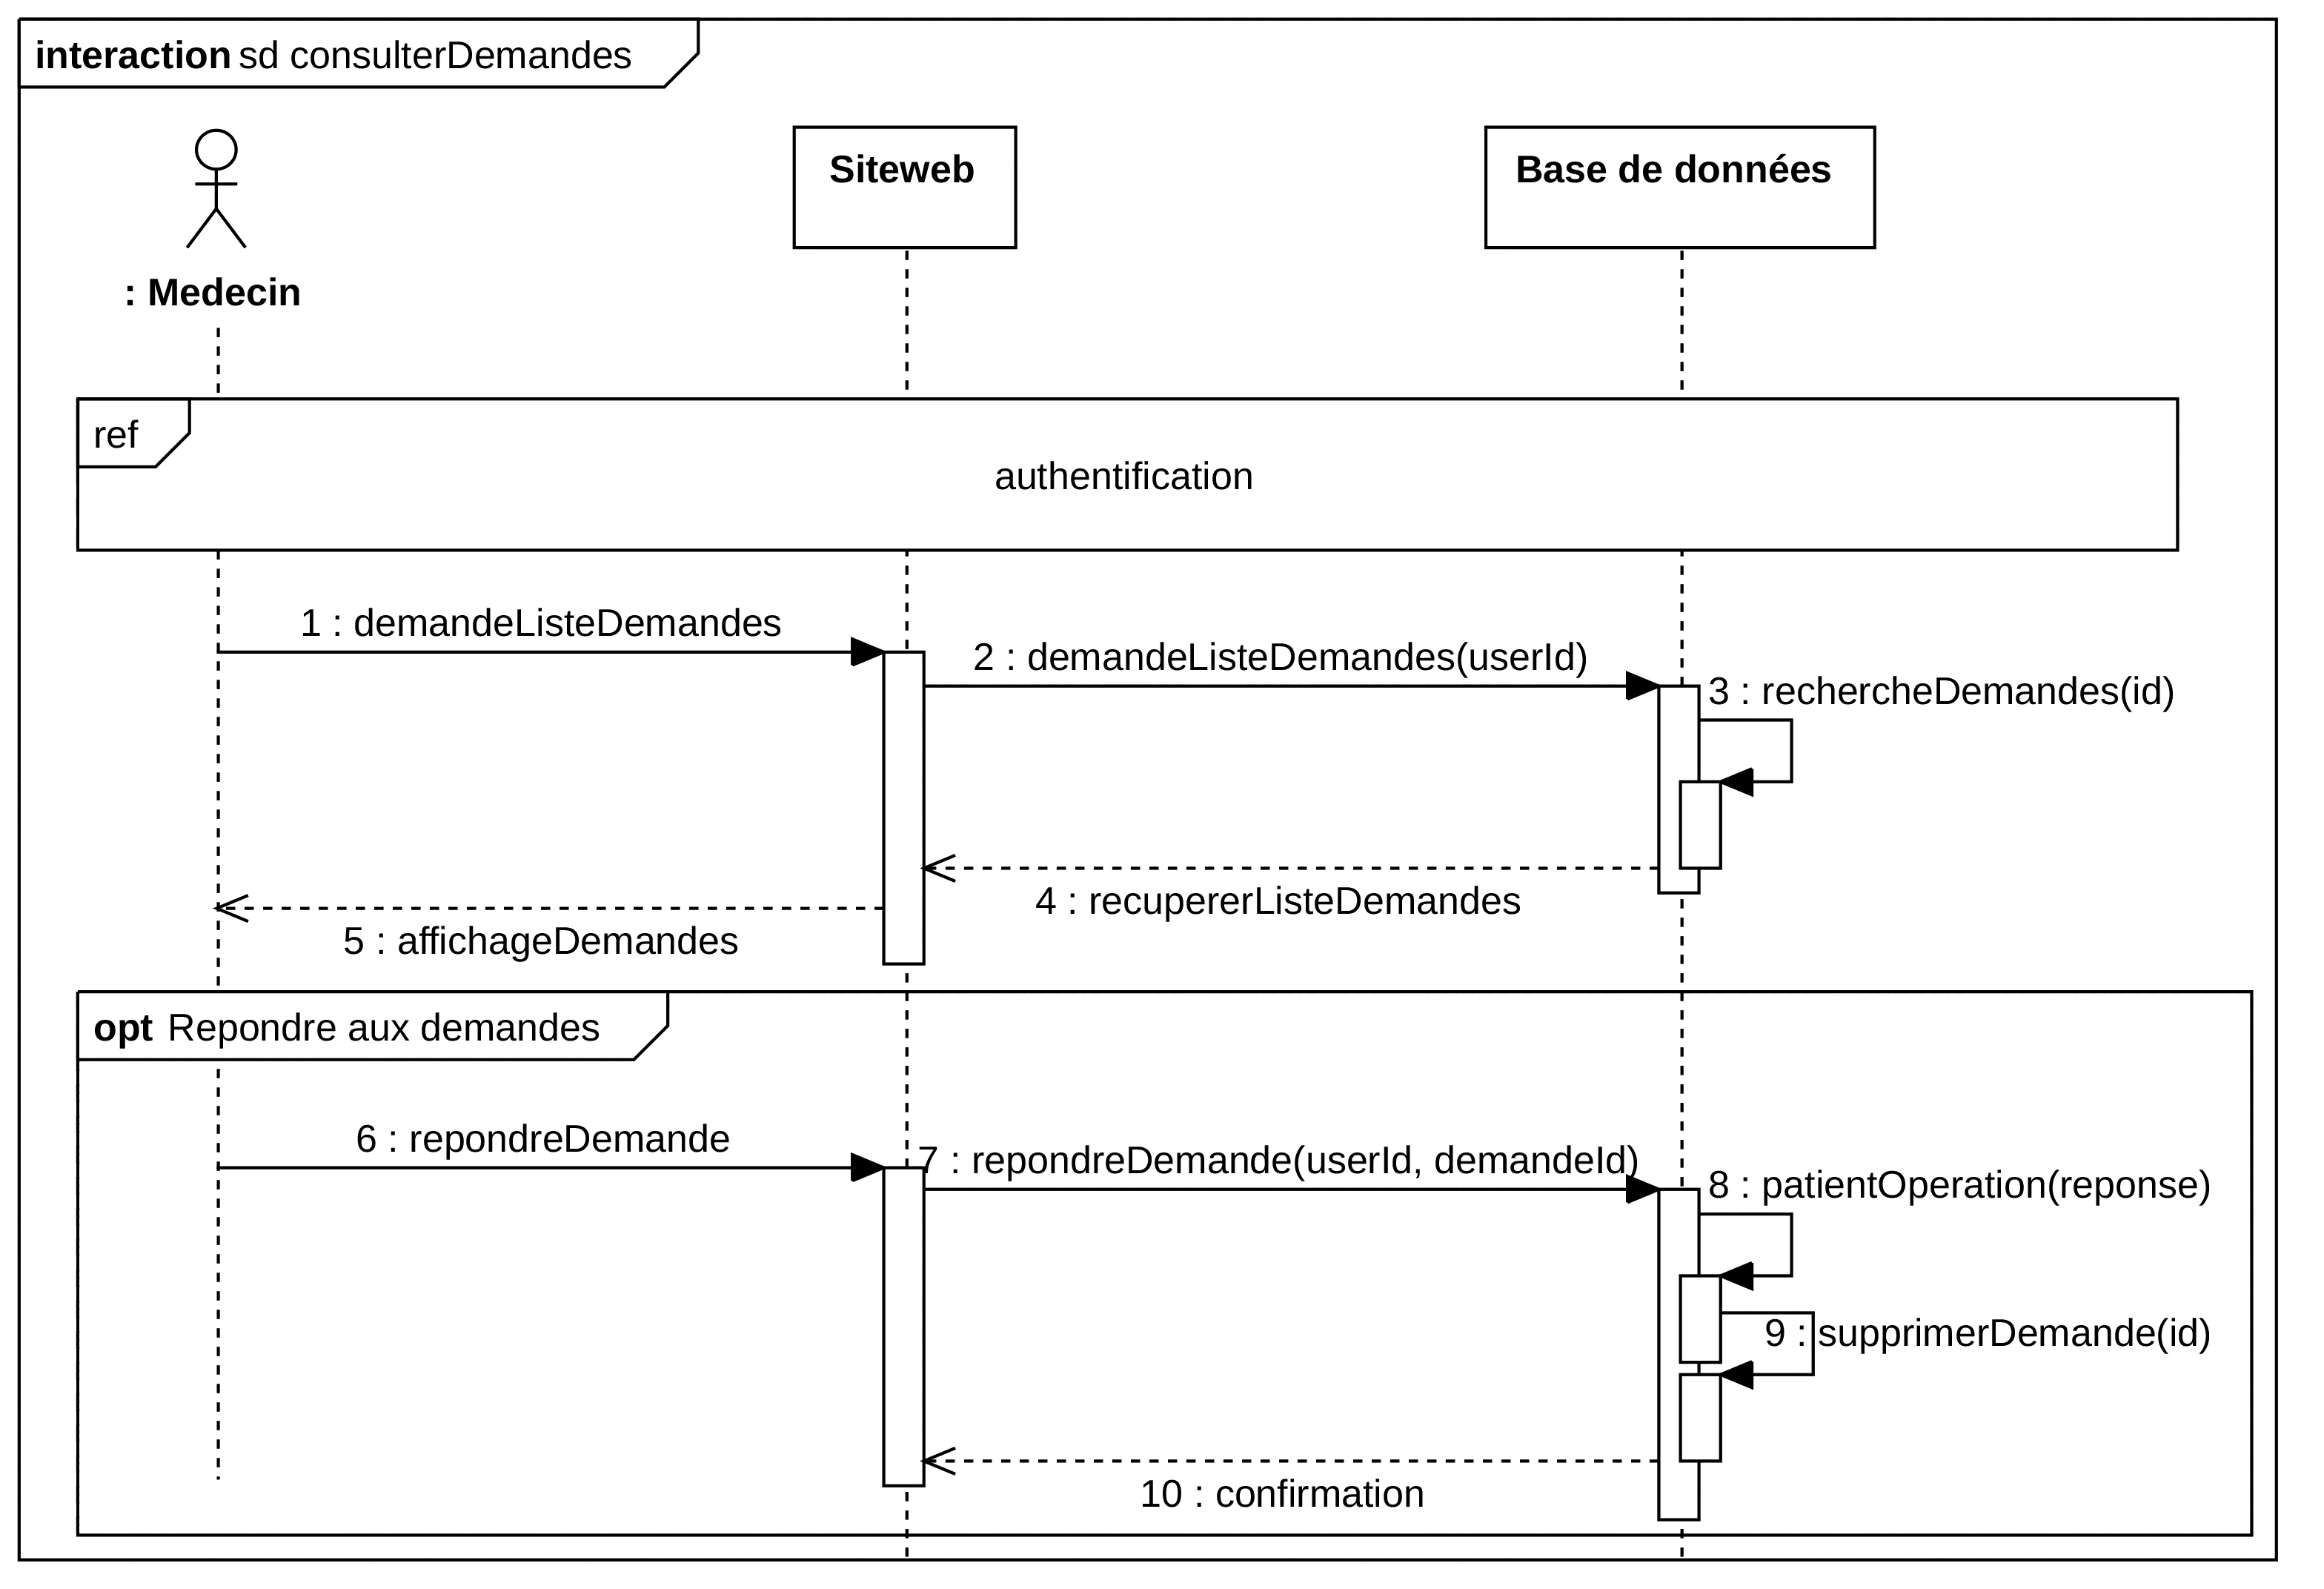 interaction sd consulterDemandes
Siteweb
Base de données
: Medecin
ref
authentification
1 : demandeListeDemandes
2 : demandeListeDemandes(userId)
3 : rechercheDemandes(id)
4 : recupererListeDemandes
5 : affichageDemandes
opt Repondre aux demandes
6 : repondreDemande
7 : repondreDemande(userId, demandeId)
8 : patientOperation(reponse)
9 : supprimerDemande(id)
10 : confirmation